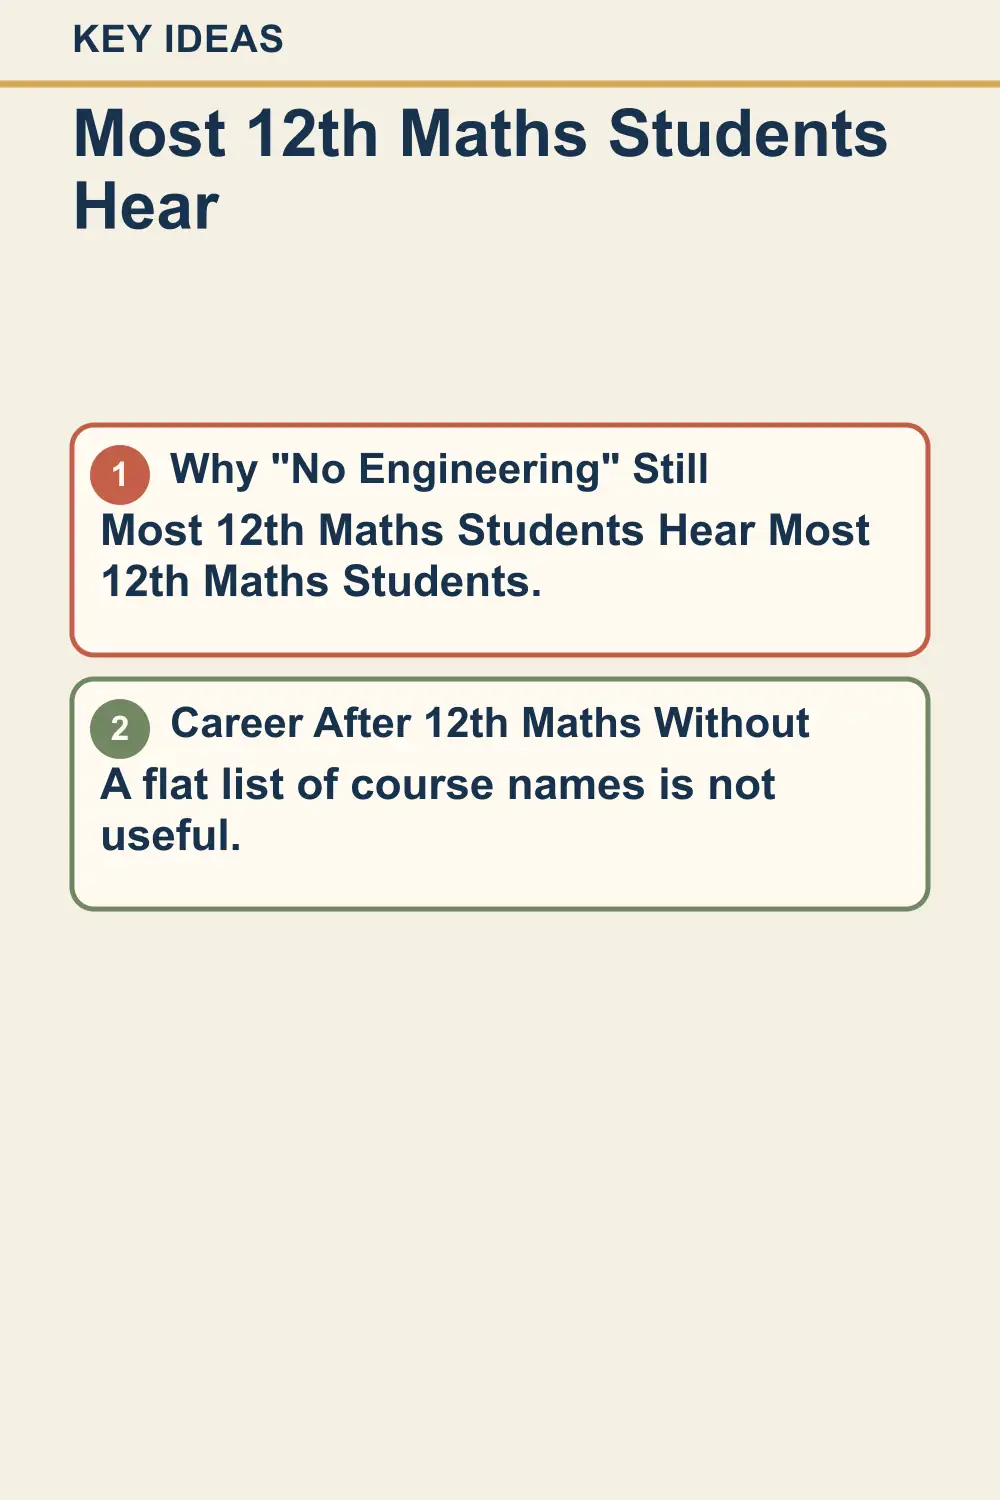 KEY IDEAS
Most 12th Maths Students
Hear
1 Why "No Engineering" Still
Most 12th Maths Students Hear Most
12th Maths Students.
2 Career After 12th Maths Without
A flat list of course names is not
useful.